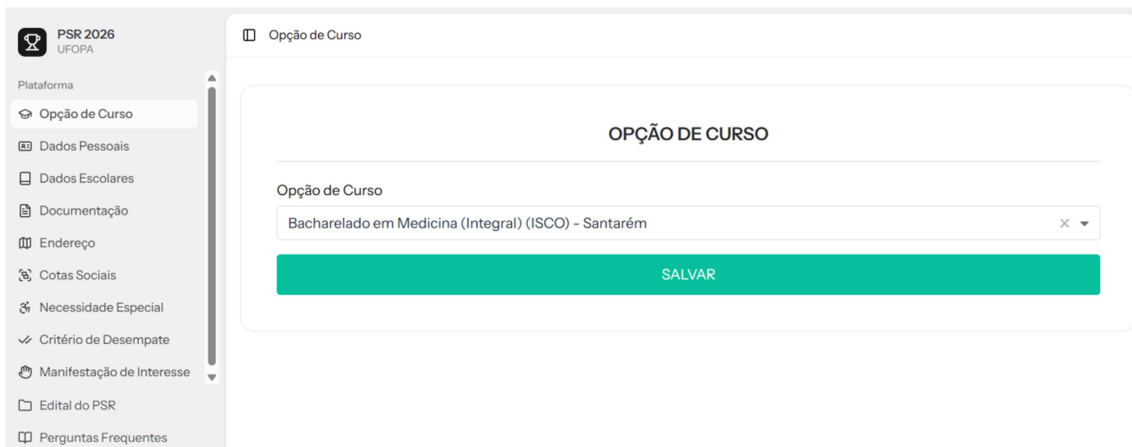 PSR 2026
UFOPA
Plataforma
Opção de Curso
Dados Pessoais
Dados Escolares
Documentação
Endereço
Cotas Sociais
Necessidade Especial
Critério de Desempate
Manifestação de Interesse
Edital do PSR
Perguntas Frequentes
Opção de Curso
OPÇÃO DE CURSO
Opção de Curso
Bacharelado em Medicina (Integral) (ISCO) - Santarém
SALVAR